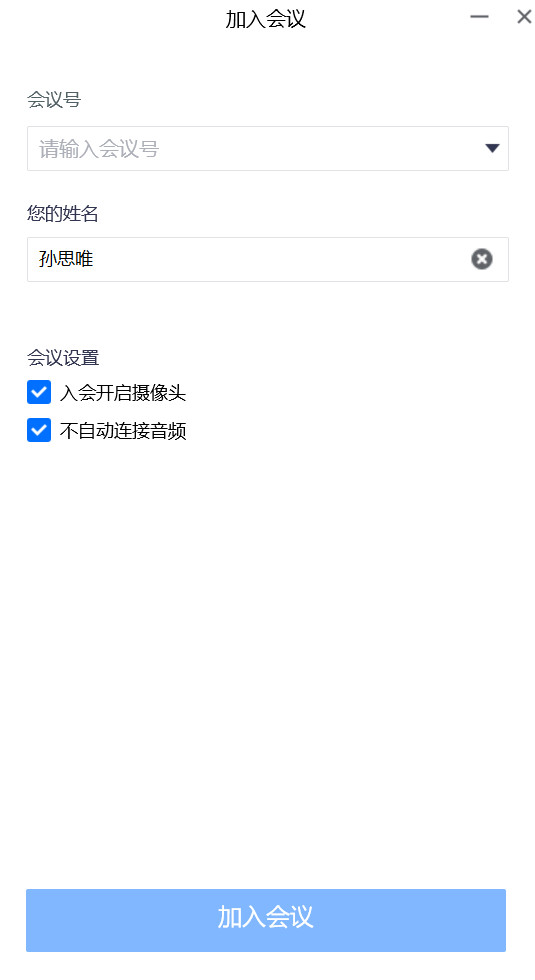 加入会议
会议号
请输入会议号
您的姓名
孙思唯
会议设置
入会开启摄像头
不自动连接音频
加入会议